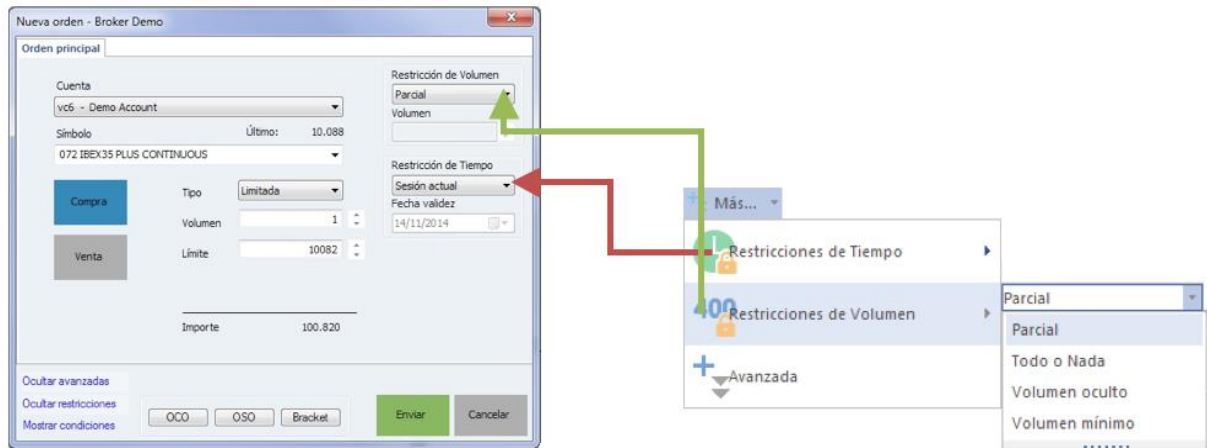 Nueva orden - Broker Demo
Orden principal
Cuenta
vc6 - Demo Account
Símbolo
Último: 10.088
072 IBEX35 PLUS CONTINUOUS
Compra
Venta
Tipo
Limitada
Volumen
1
Límite
10082
Importe
100.820
Restricción de Volumen
Parcial
Volumen
Restricción de Tiempo
Sesión actual
Fecha validez
14/11/2014
Ocultar avanzadas
Ocultar restricciones
Mostrar condiciones
OCO
OSO
Bracket
Enviar
Cancelar
Más...
Restricciones de Tiempo
400
Restricciones de Volumen
Avanzada
Parcial
Parcial
Todo o Nada
Volumen oculto
Volumen mínimo